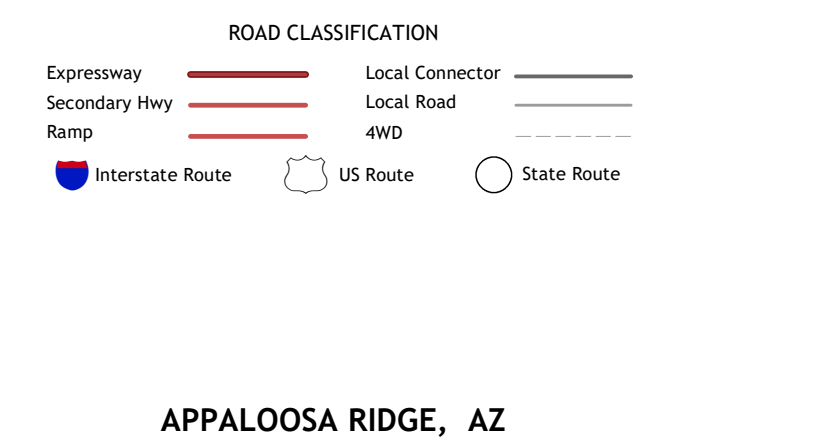 ROAD CLASSIFICATION
Expressway
Local Connector
Secondary Hwy
Local Road
Ramp
4WD
Interstate Route
US Route
State Route
APPALOOSA RIDGE, AZ